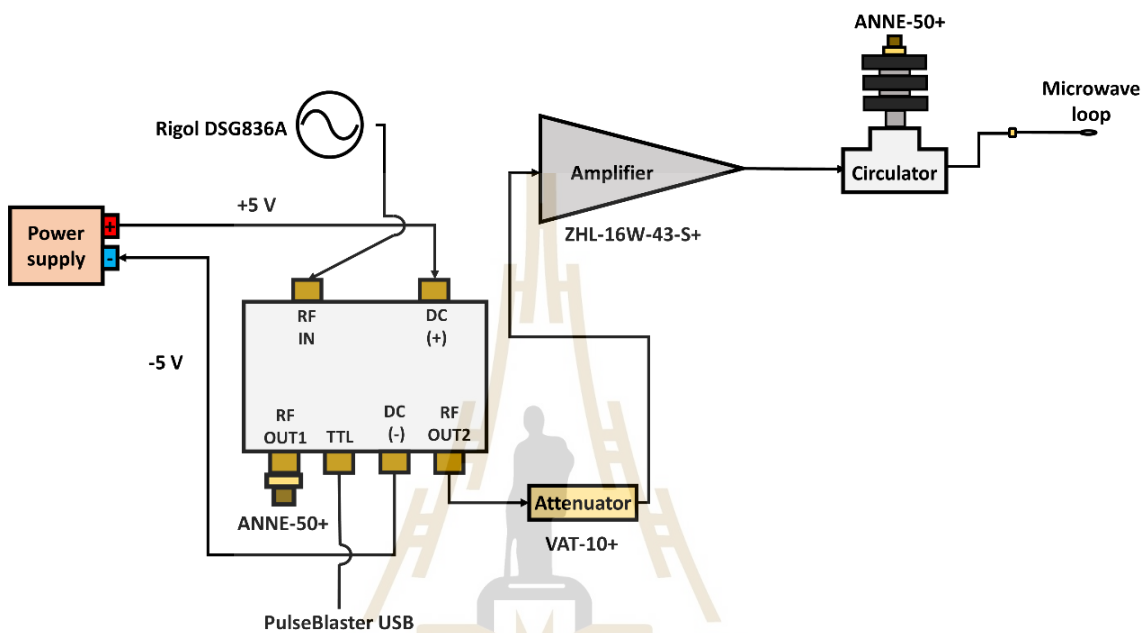 ANNE-50+
Microwave
loop
Rigol DSG836A
Amplifier
Circulator
+5 V
ZHL-16W-43-S+
Power
supply
+
-
RF
IN
DC
(+)
-5 V
RF
OUT1
TTL
DC
(-)
RF
OUT2
Attenuator
ANNE-50+
VAT-10+
PulseBlaster USB